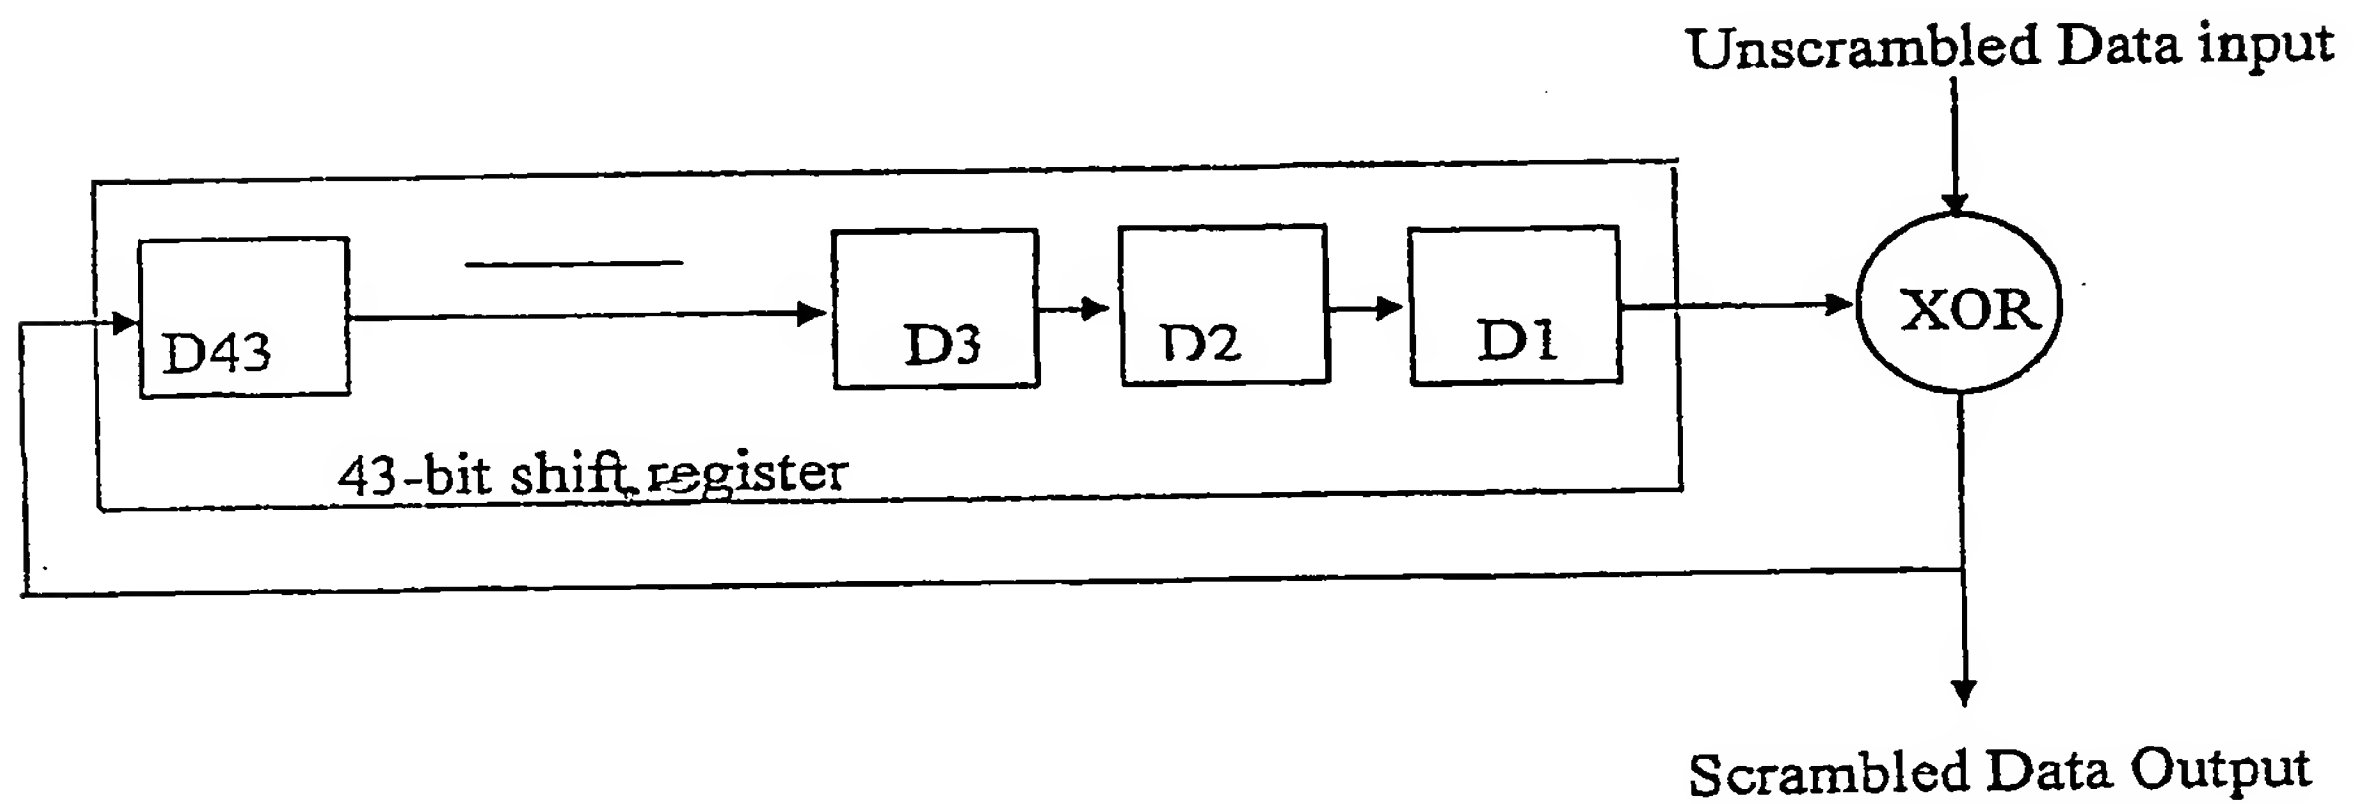 Unscrambled Data input
XOR
D43
D3
D2
D1
43-bit shift register
Scrambled Data Output